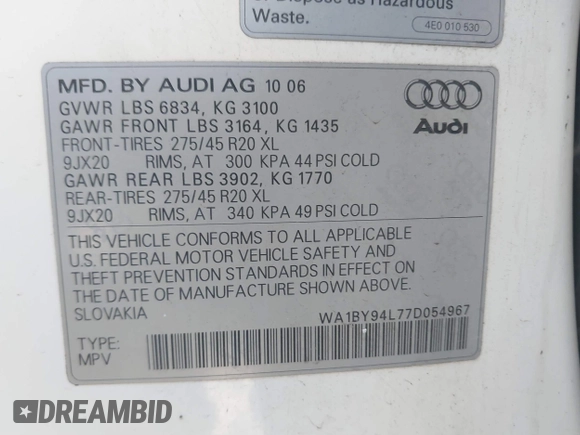 or Dispose as Hazardous
Waste.
4E0 010 530
MFD. BY AUDI AG 10 06
GVWR LBS 6834, KG 3100
GAWR FRONT LBS 3164, KG 1435
FRONT-TIRES 275/45 R20 XL
9JX20 RIMS, AT 300 KPA 44 PSI COLD
GAWR REAR LBS 3902, KG 1770
REAR-TIRES 275/45 R20 XL
9JX20 RIMS, AT 340 KPA 49 PSI COLD
Audi
THIS VEHICLE CONFORMS TO ALL APPLICABLE
U.S. FEDERAL MOTOR VEHICLE SAFETY AND
THEFT PREVENTION STANDARDS IN EFFECT ON
THE DATE OF MANUFACTURE SHOWN ABOVE.
SLOVAKIA WA1BY94L77D054967
TYPE:
MPV
DREAMBID